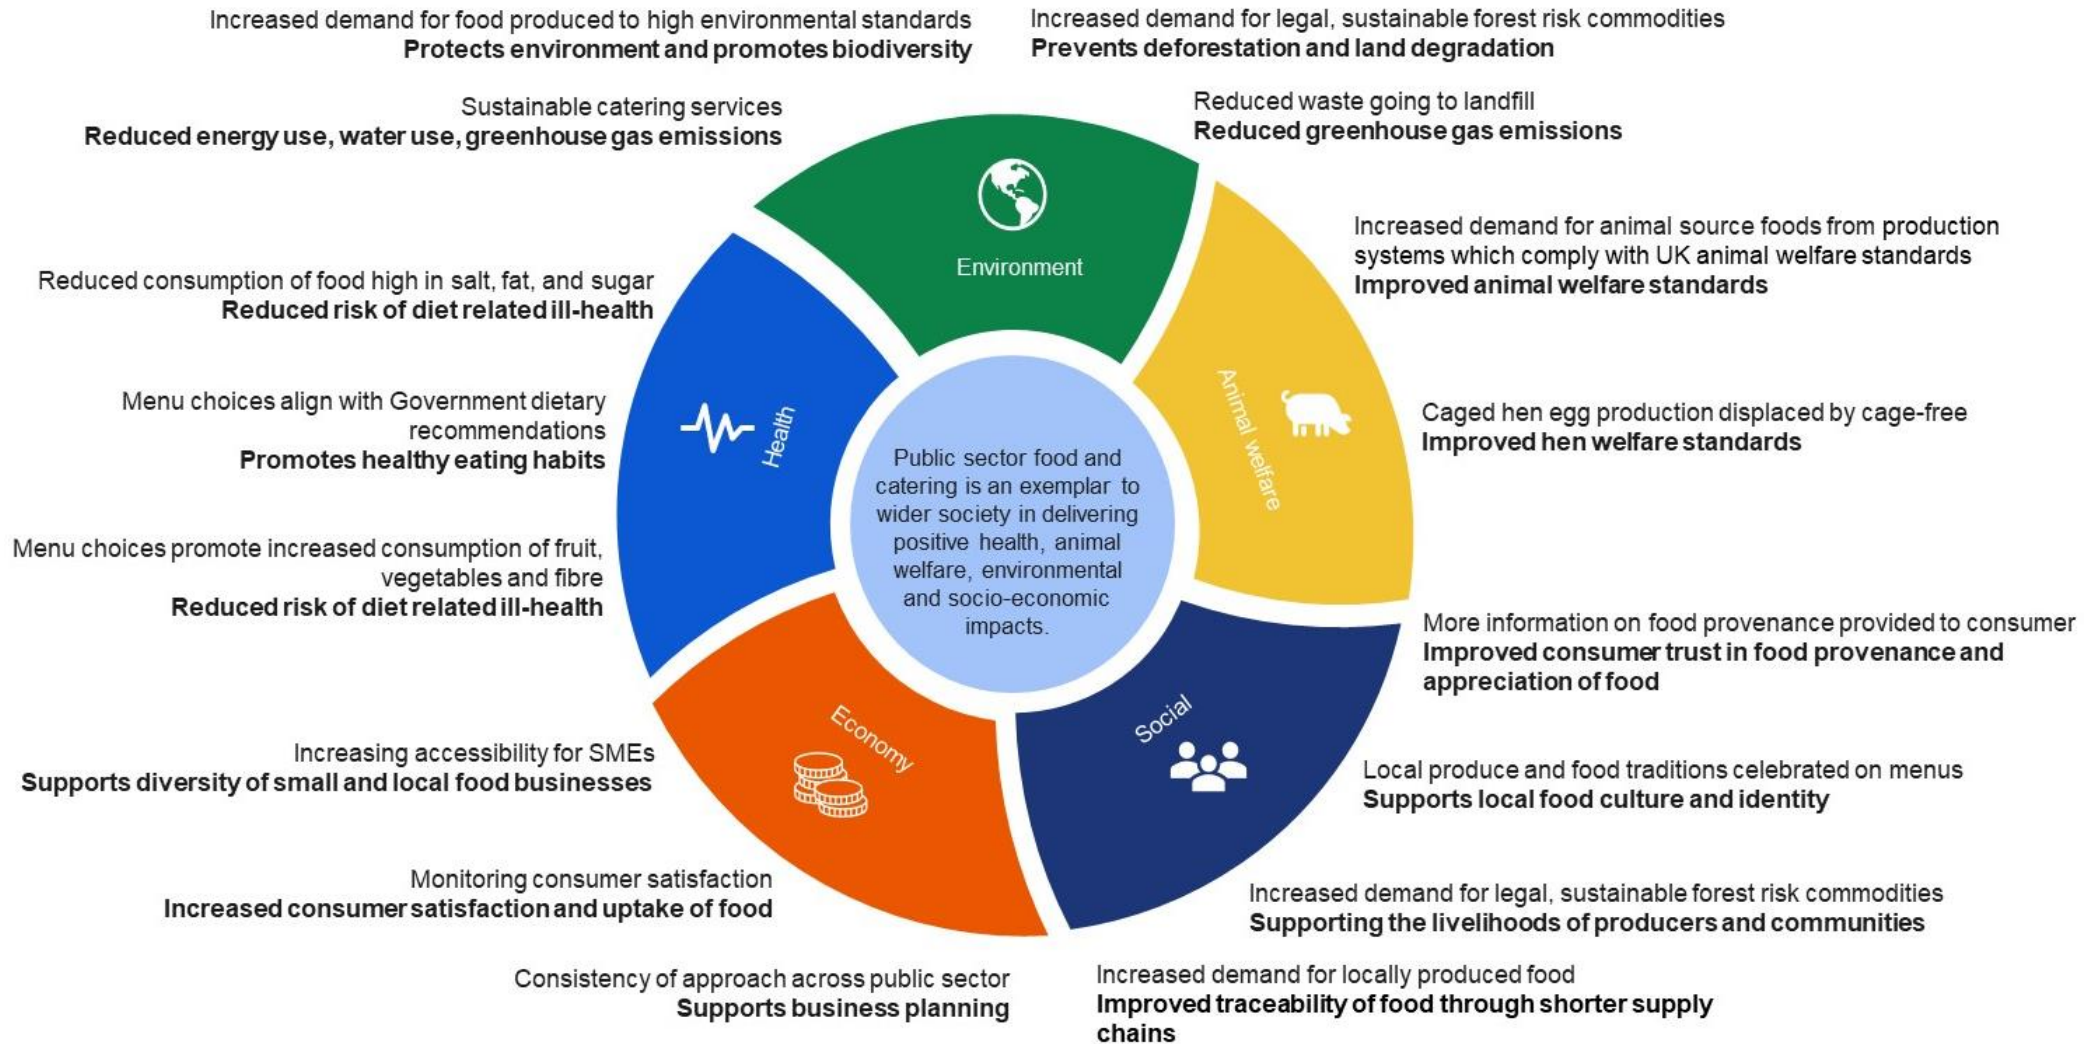 Increased demand for food produced to high environmental standards
Protects environment and promotes biodiversity
Increased demand for legal, sustainable forest risk commodities
Prevents deforestation and land degradation
Sustainable catering services
Reduced energy use, water use, greenhouse gas emissions
Reduced waste going to landfill
Reduced greenhouse gas emissions
Environment
Increased demand for animal source foods from production
systems which comply with UK animal welfare standards
Improved animal welfare standards
Reduced consumption of food high in salt, fat, and sugar
Reduced risk of diet related ill-health
Animal welfare
Caged hen egg production displaced by cage-free
Improved hen welfare standards
Menu choices align with Government dietary
recommendations
Promotes healthy eating habits
Health
Public sector food and
catering is an exemplar to
wider society in delivering
positive health, animal
welfare, environmental
and socio-economic
impacts.
Menu choices promote increased consumption of fruit,
vegetables and fibre
Reduced risk of diet related ill-health
More information on food provenance provided to consumer
Improved consumer trust in food provenance and
appreciation of food
Social
Economy
Increasing accessibility for SMEs
Supports diversity of small and local food businesses
Local produce and food traditions celebrated on menus
Supports local food culture and identity
Monitoring consumer satisfaction
Increased consumer satisfaction and uptake of food
Increased demand for legal, sustainable forest risk commodities
Supporting the livelihoods of producers and communities
Consistency of approach across public sector
Supports business planning
Increased demand for locally produced food
Improved traceability of food through shorter supply
chains